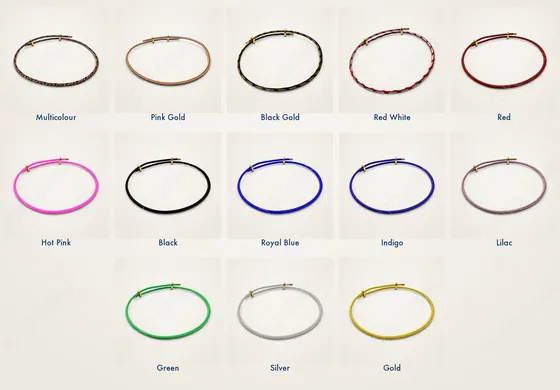 Multicolour
Pink Gold
Black Gold
Red White
Red
Hot Pink
Black
Royal Blue
Indigo
Lilac
Green
Silver
Gold